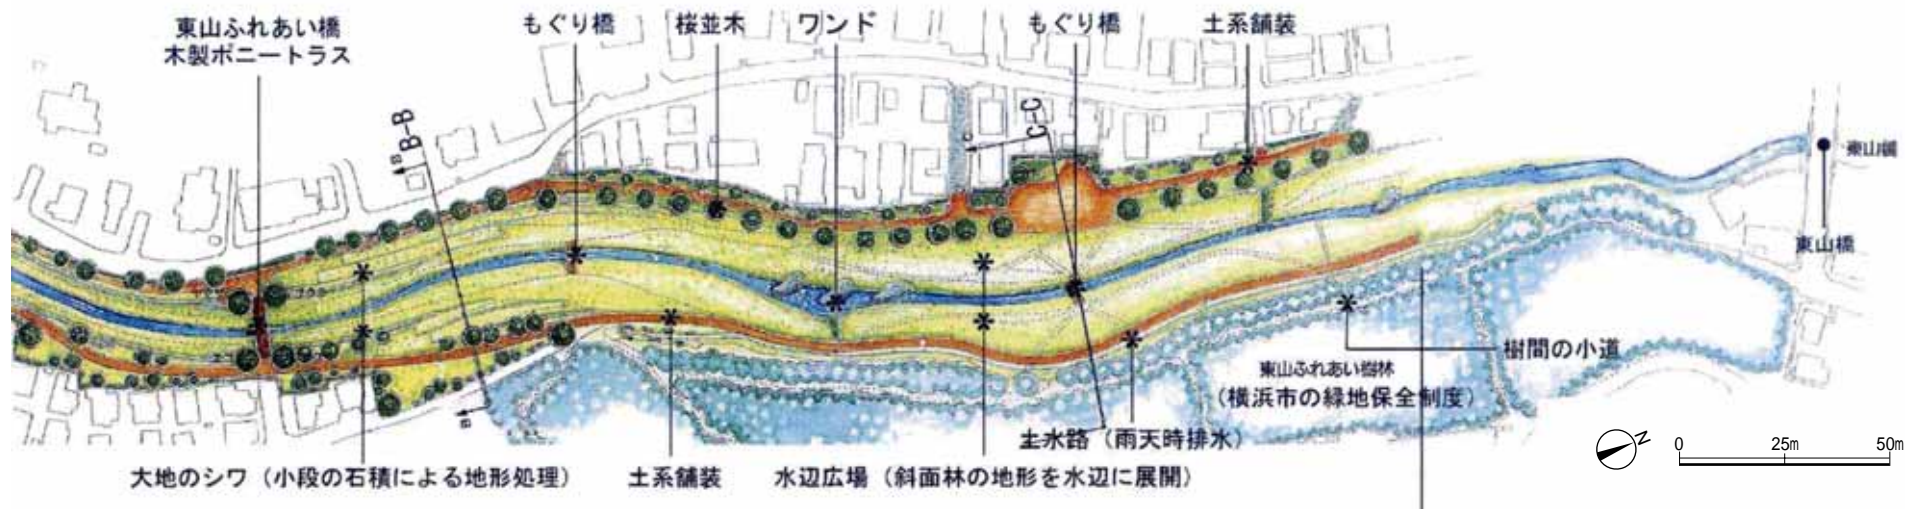 東山ふれあい橋
木製ポニートラス
もぐり橋
桜並木
ワンド
もぐり橋
土系舗装
B-B
B
C-C
C
東山橋
東山橋
樹間の小道
東山ふれあい樹林
(横浜市の緑地保全制度)
B
土水路(雨天時排水)
大地のシワ(小段の石積による地形処理)
土系舗装
水辺広場(斜面林の地形を水辺に展開)
N
0 25m 50m